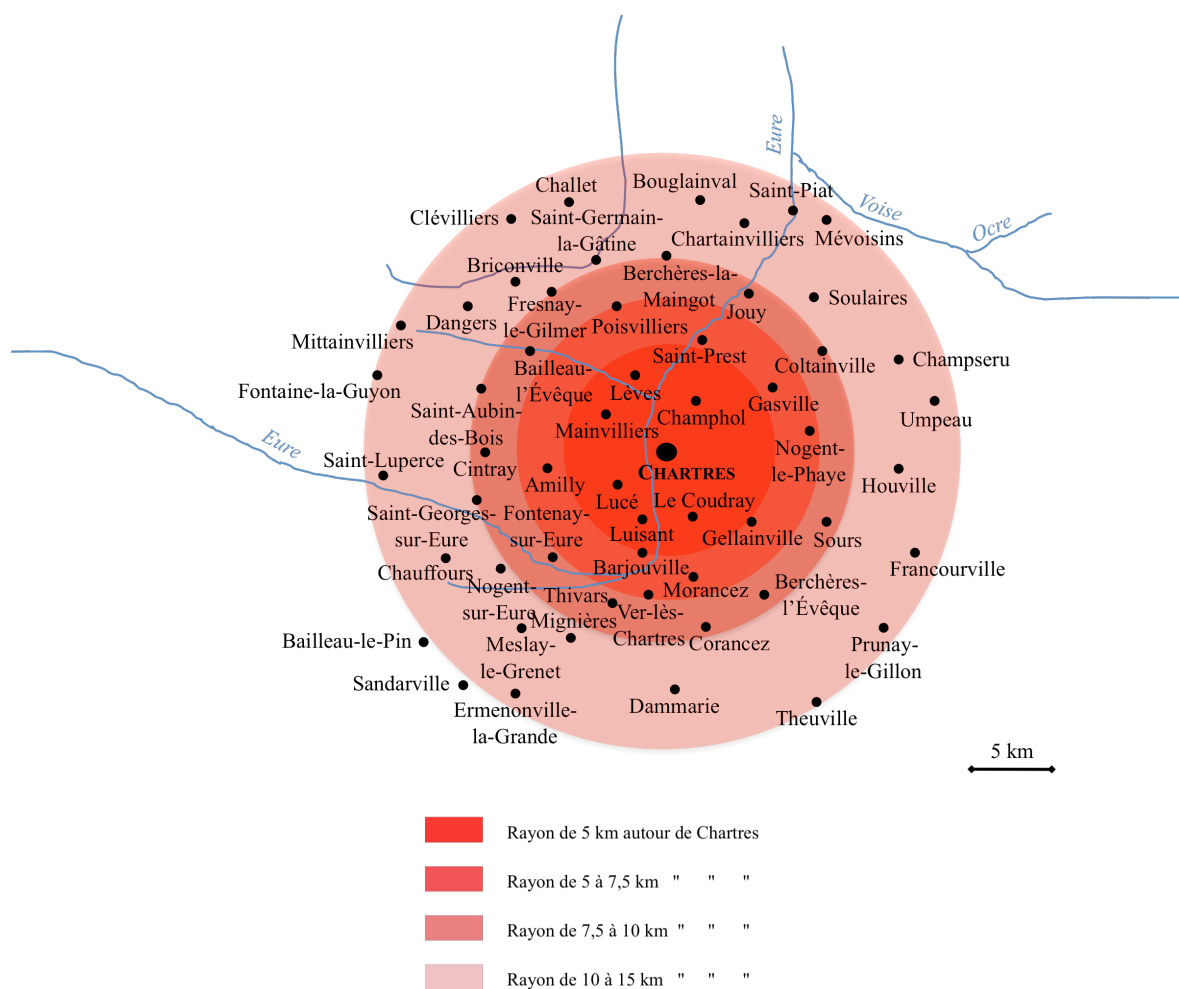 Eure
Challet
Bouglainval
Saint-Piat
Clévilliers
Saint-Germain-
la-Gâtine
Chartainvilliers
Mévoisins
Voise
Ocre
Briconville
Berchères-la-
Maingot
Soulaires
Dangers
Fresnay-
le-Gilmer
Poisvilliers
Jouy
Mittainvilliers
Saint-Prest
Coltainville
Champseru
Fontaine-la-Guyon
Bailleau-
l’Évêque
Lèves
Gasville
Saint-Aubin-
des-Bois
Mainvilliers
Champhol
Umpeau
Eure
Saint-Luperce
Cintray
CHARTRES
Nogent-
le-Phaye
Amilly
Houville
Saint-Georges-
sur-Eure
Fontenay-
sur-Eure
Lucé
Le Coudray
Luisant
Gellainville
Sours
Chauffours
Nogent-
sur-Eure
Barjouville
Francourville
Thivars
Morancez
Berchères-
l’Évêque
Mignières
Ver-lès-
Chartres
Corancez
Bailleau-le-Pin
Meslay-
le-Grenet
Prunay-
le-Gillon
Sandarville
Ermenonville-
la-Grande
Dammarie
Theuville
5 km
Rayon de 5 km autour de Chartres
Rayon de 5 à 7,5 km " " "
Rayon de 7,5 à 10 km " " "
Rayon de 10 à 15 km " " "